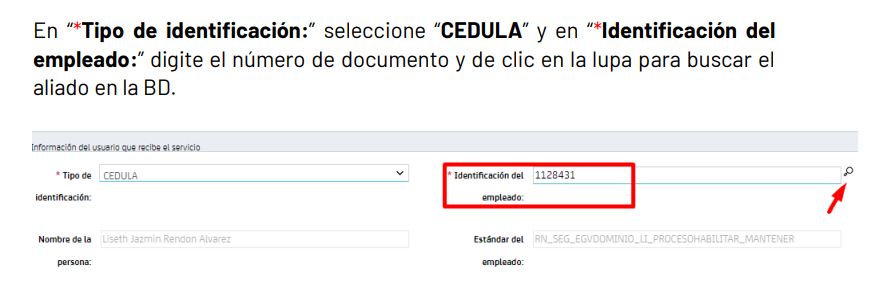 En “*Tipo de identificación:” seleccione “CEDULA” y en “*Identificación del
empleado:” digite el número de documento y de clic en la lupa para buscar el
aliado en la BD.
Información del usuario que recibe el servicio
* Tipo de identificación: CEDULA
* Identificación del empleado: 1128431
Nombre de la persona: Liseth Jazmin Rendon Alvarez
Estándar del empleado: RN_SEG_EGVDOMINIO_LI_PROCESOHABILITAR_MANTENER